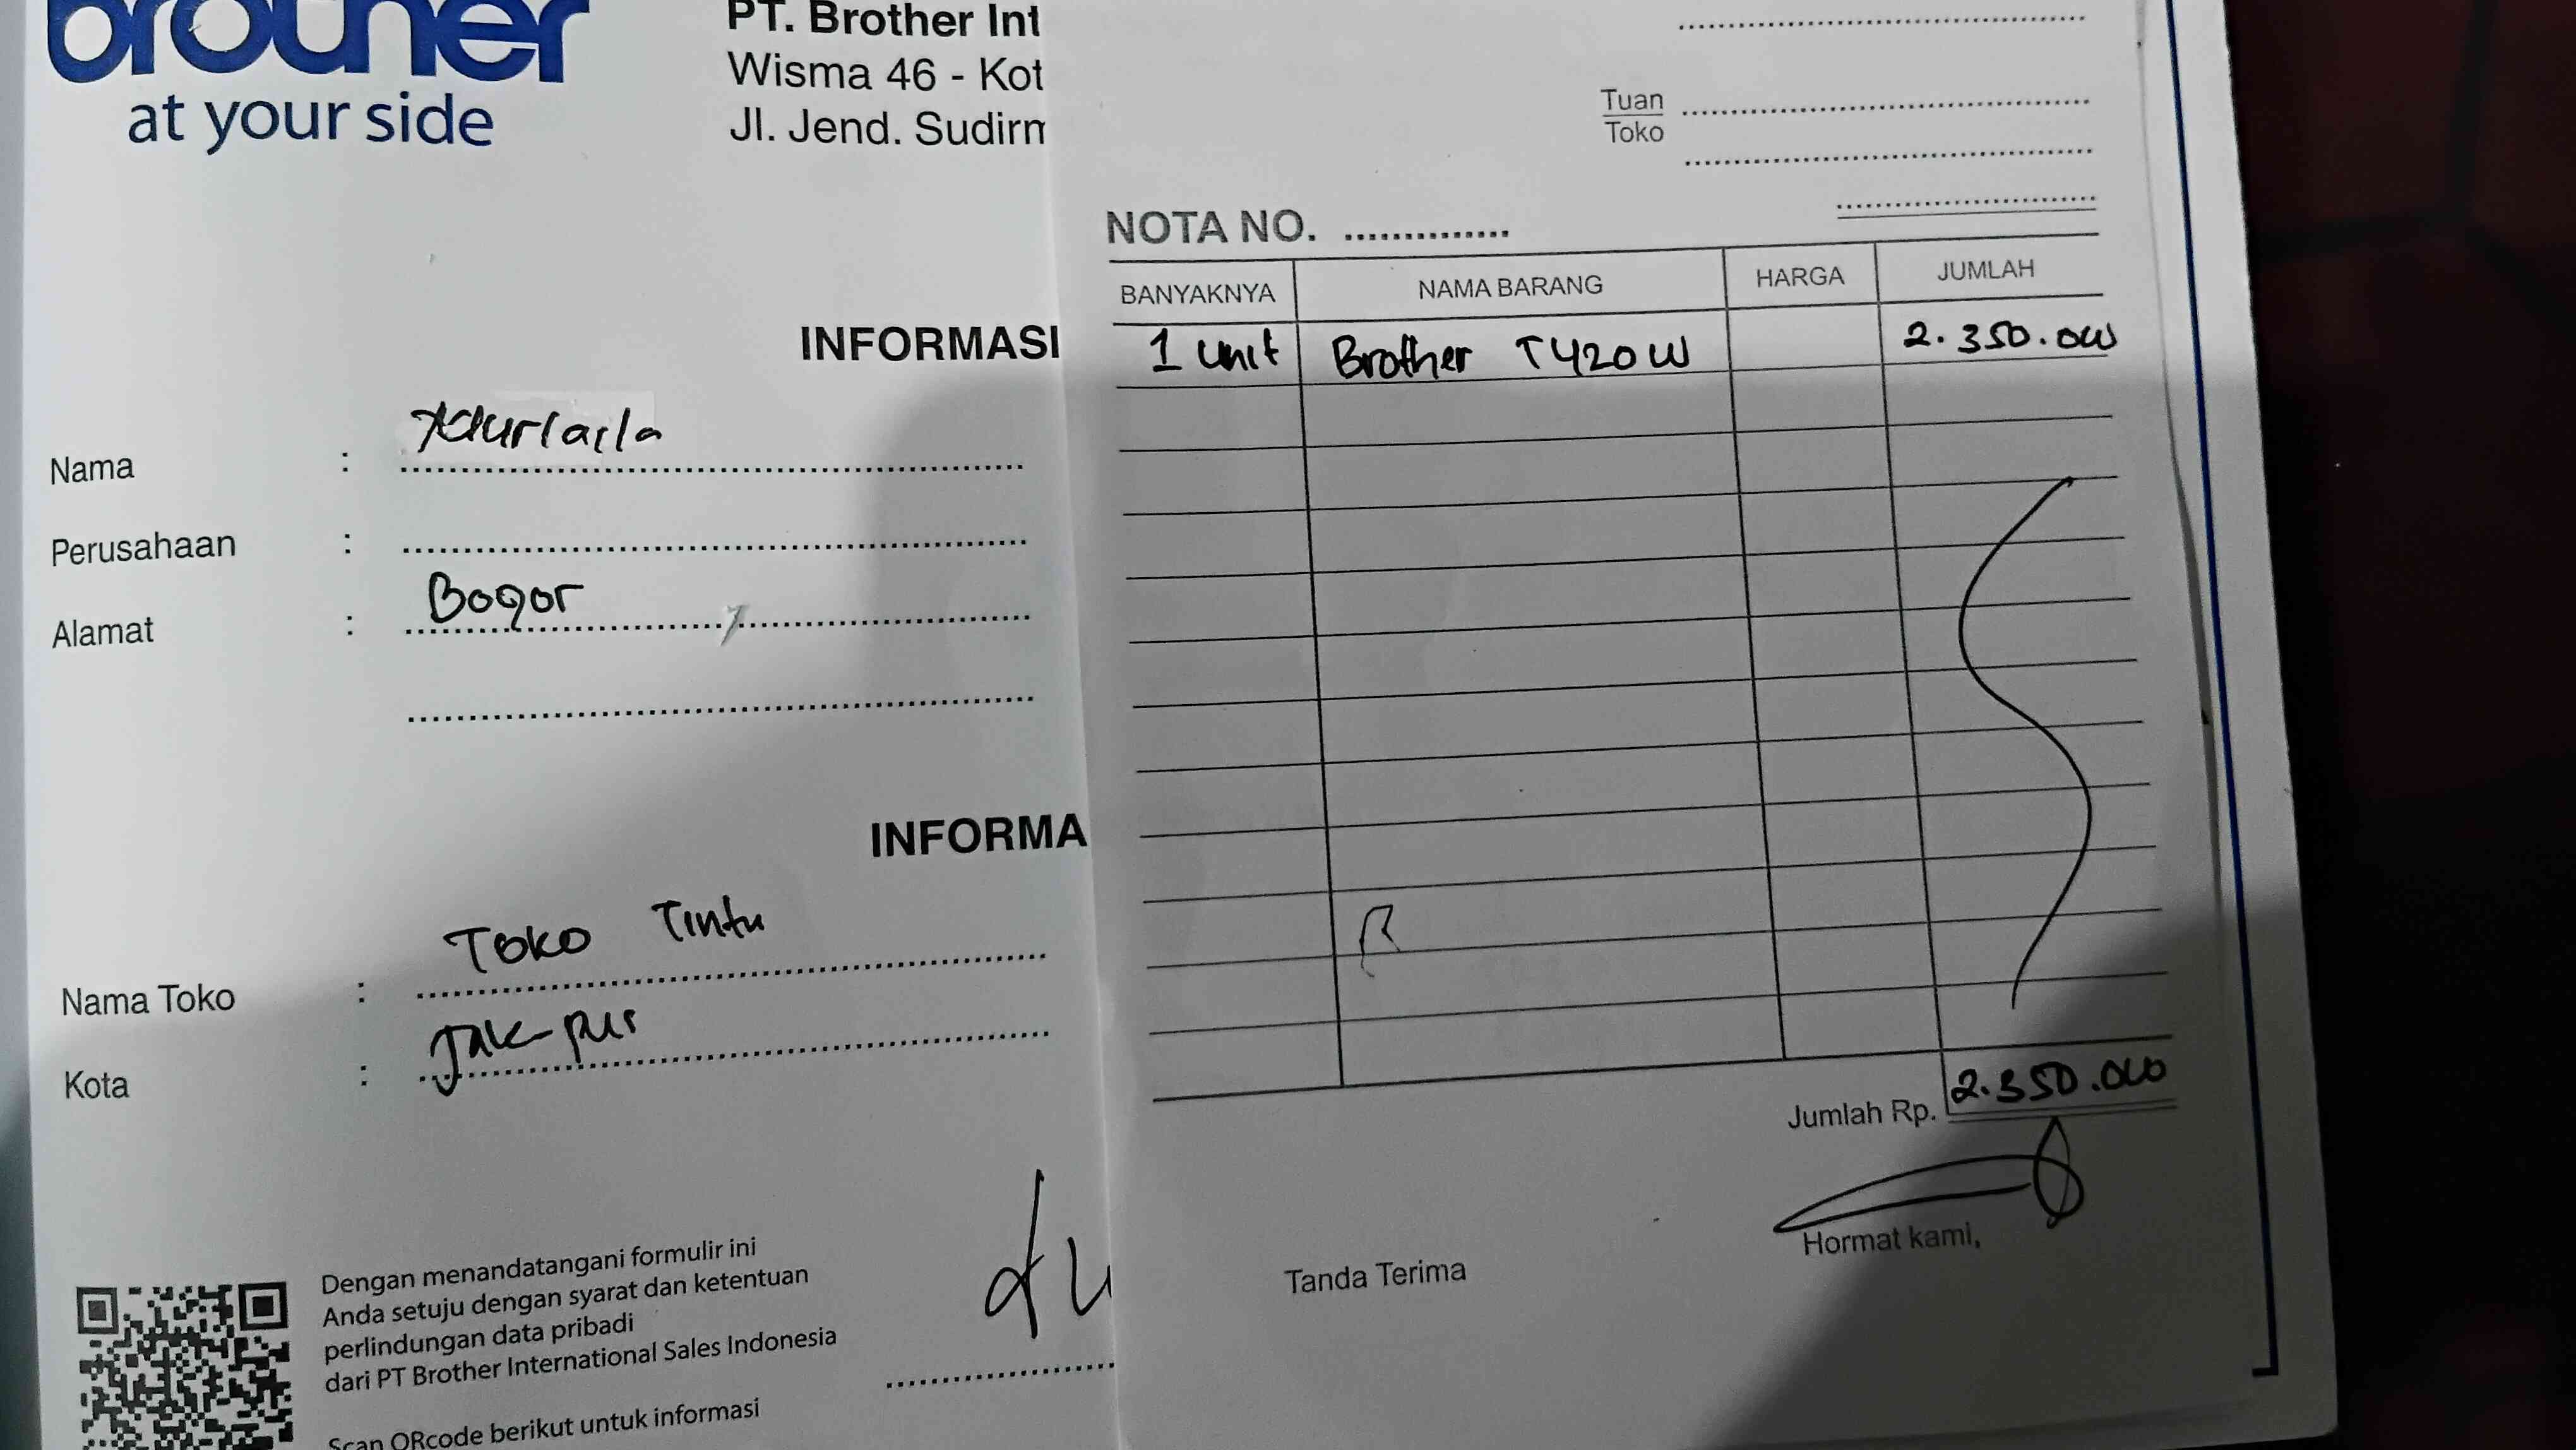 brother
at your side
PT. Brother Int
Wisma 46 - Kot
Jl. Jend. Sudirm
INFORMASI
Nama :
Perusahaan :
Alamat : Bogor
INFORMA
Nama Toko : Toko Tinta
Kota : Jak-pus
Dengan menandatangani formulir ini
Anda setuju dengan syarat dan ketentuan
perlindungan data pribadi
dari PT Brother International Sales Indonesia
Scan QRcode berikut untuk informasi
Tuan
Toko
NOTA NO.
BANYAKNYA NAMA BARANG HARGA JUMLAH
1 unit Brother T420W 2.350.000
Jumlah Rp. 2.350.000
Tanda Terima
Hormat kami,